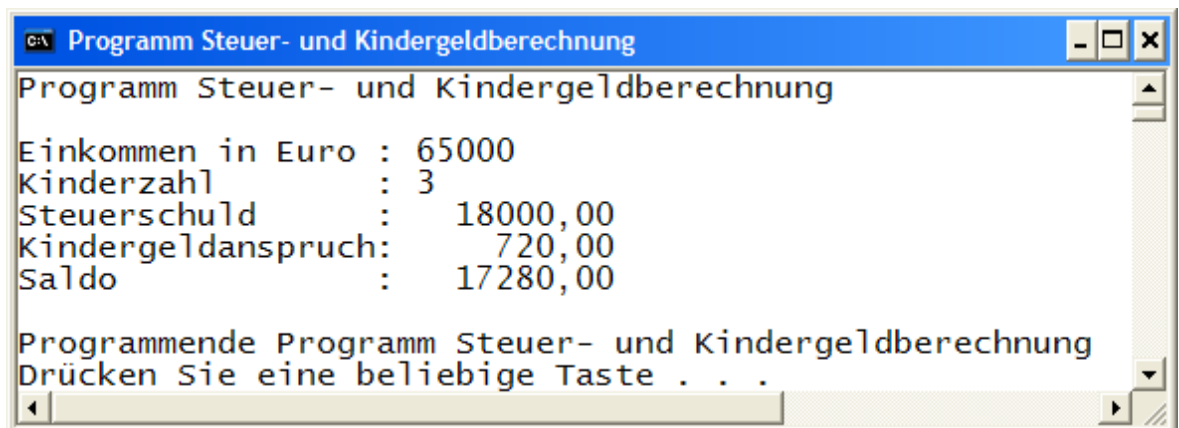 Programm Steuer- und Kindergeldberechnung
Programm Steuer- und Kindergeldberechnung
Einkommen in Euro : 65000
Kinderzahl : 3
Steuerschuld : 18000,00
Kindergeldanspruch: 720,00
Saldo : 17280,00
Programmende Programm Steuer- und Kindergeldberechnung
Drücken Sie eine beliebige Taste . . .